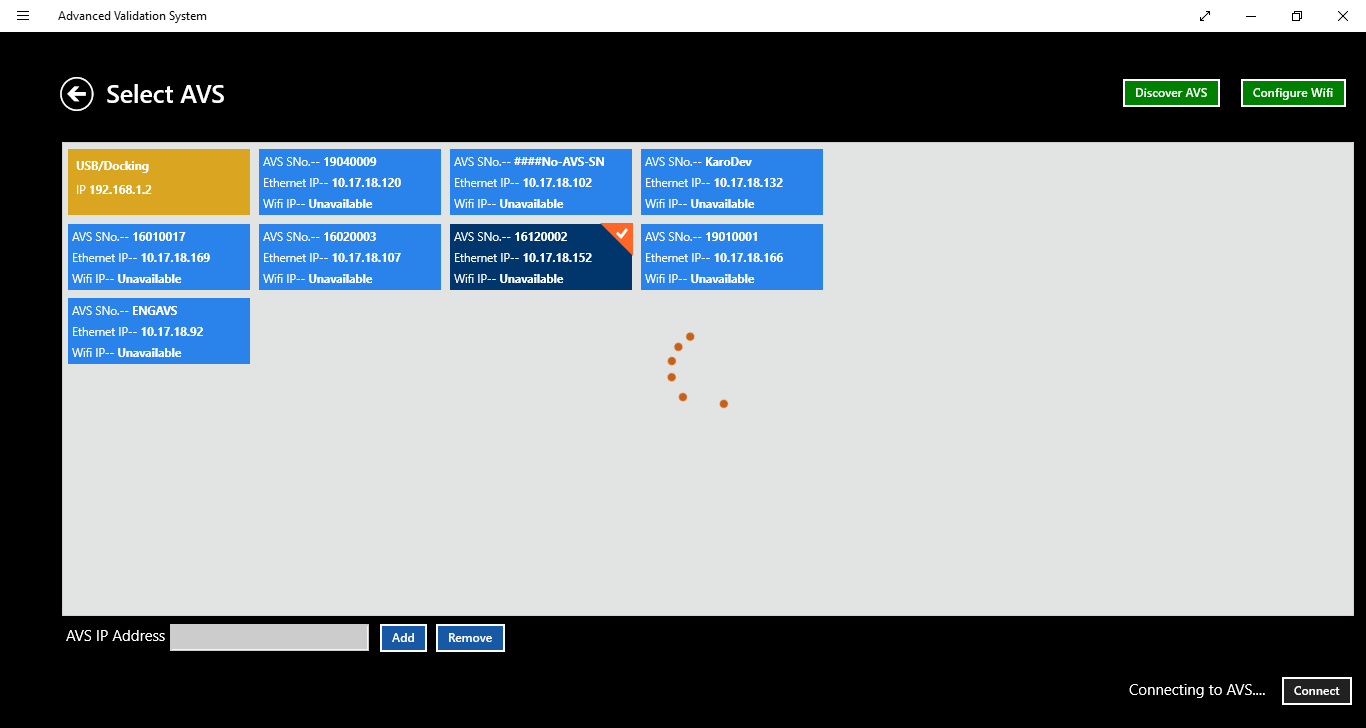 Advanced Validation System
Select AVS
Discover AVS
Configure Wifi
USB/Docking
IP 192.168.1.2
AVS SNo.-- 19040009
Ethernet IP-- 10.17.18.120
Wifi IP-- Unavailable
AVS SNo.-- ####No-AVS-SN
Ethernet IP-- 10.17.18.102
Wifi IP-- Unavailable
AVS SNo.-- KaroDev
Ethernet IP-- 10.17.18.132
Wifi IP-- Unavailable
AVS SNo.-- 16010017
Ethernet IP-- 10.17.18.169
Wifi IP-- Unavailable
AVS SNo.-- 16020003
Ethernet IP-- 10.17.18.107
Wifi IP-- Unavailable
AVS SNo.-- 16120002
Ethernet IP-- 10.17.18.152
Wifi IP-- Unavailable
AVS SNo.-- 19010001
Ethernet IP-- 10.17.18.166
Wifi IP-- Unavailable
AVS SNo.-- ENGAVS
Ethernet IP-- 10.17.18.92
Wifi IP-- Unavailable
AVS IP Address
Add
Remove
Connecting to AVS....
Connect